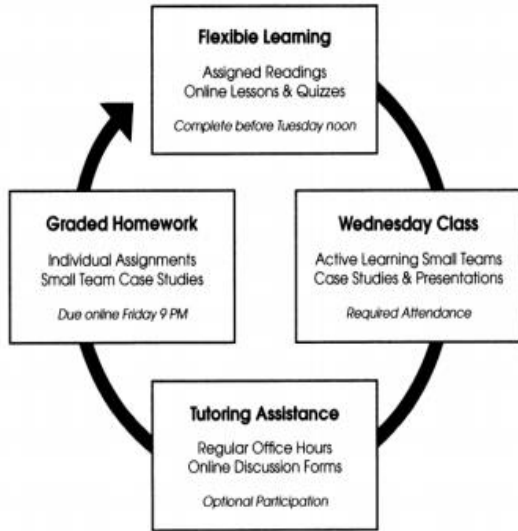 Flexible Learning
Assigned Readings
Online Lessons & Quizzes
Complete before Tuesday noon
Graded Homework
Individual Assignments
Small Team Case Studies
Due online Friday 9 PM
Wednesday Class
Active Learning Small Teams
Case Studies & Presentations
Required Attendance
Tutoring Assistance
Regular Office Hours
Online Discussion Forms
Optional Participation